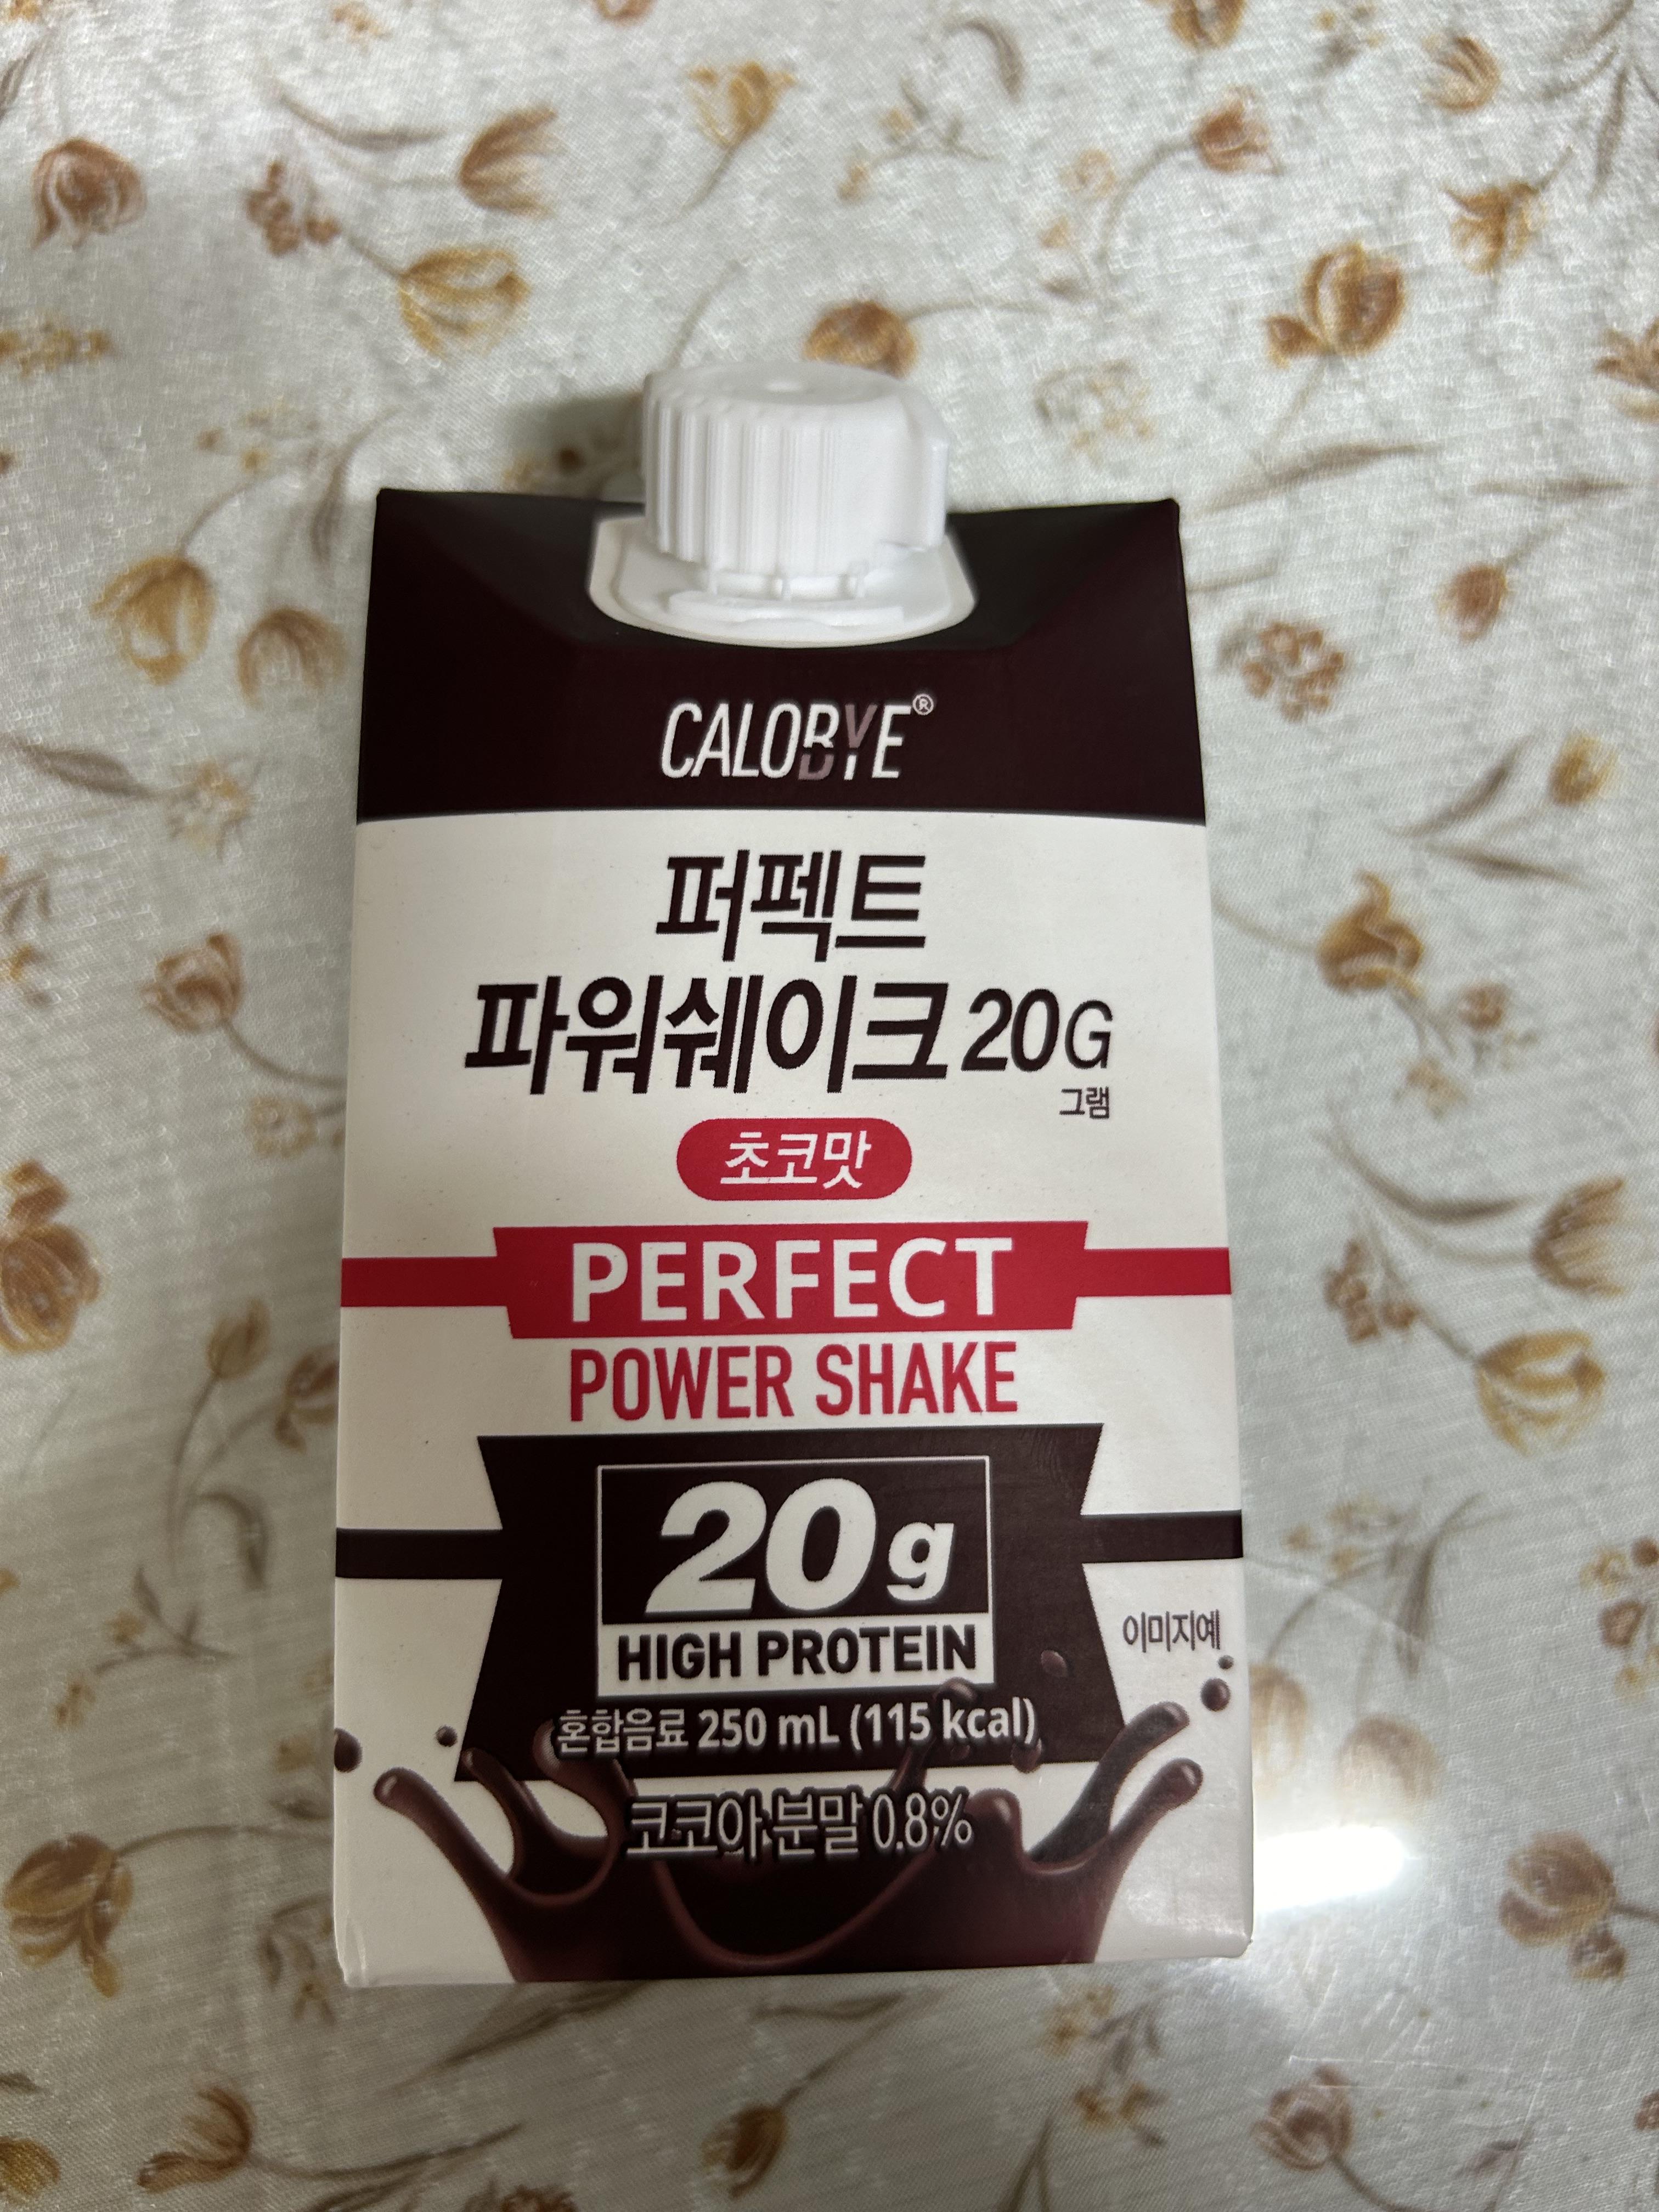 CALOBYE®
퍼펙트
파워쉐이크 20G
그램
초코맛
PERFECT
POWER SHAKE
20g
HIGH PROTEIN
이미지예
혼합음료 250 mL (115 kcal)
코코아 분말 0.8%